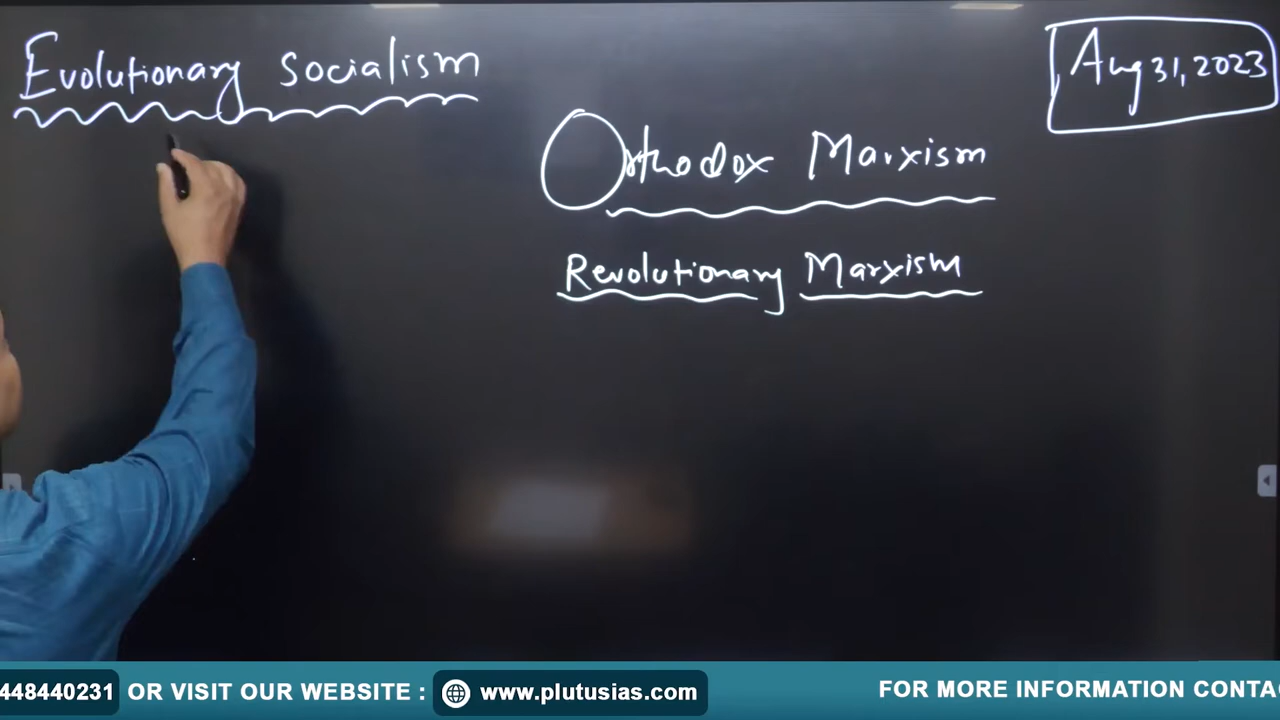 Evolutionary socialism
Aug 31, 2023
Orthodox Marxism
Revolutionary Marxism
448440231 OR VISIT OUR WEBSITE : www.plutusias.com FOR MORE INFORMATION CONTA